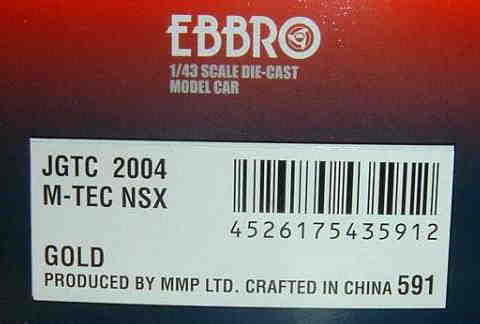 EBBRO
1/43 SCALE DIE-CAST
MODEL CAR
JGTC 2004
M-TEC NSX
4526175435912
GOLD
PRODUCED BY MMP LTD. CRAFTED IN CHINA 591